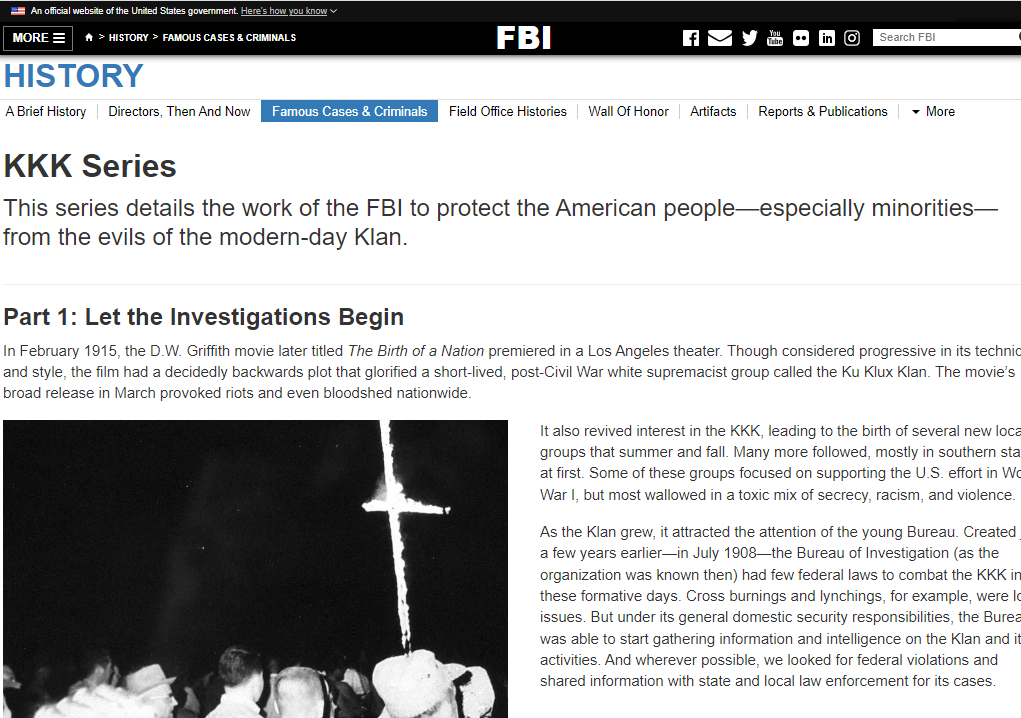 An official website of the United States government. Here's how you know
MORE
> HISTORY > FAMOUS CASES & CRIMINALS
FBI
You Tube
in
Search FBI
HISTORY
A Brief History
Directors, Then And Now
Famous Cases & Criminals
Field Office Histories
Wall Of Honor
Artifacts
Reports & Publications
More
KKK Series
This series details the work of the FBI to protect the American people—especially minorities—
from the evils of the modern-day Klan.
Part 1: Let the Investigations Begin
In February 1915, the D.W. Griffith movie later titled The Birth of a Nation premiered in a Los Angeles theater. Though considered progressive in its
and style, the film had a decidedly backwards plot that glorified a short-lived, post-Civil War white supremacist group called the Ku Klux Klan. The movie's
broad release in March provoked riots and even bloodshed nationwide.
It also revived interest in the KKK, leading to the birth of several new
groups that summer and fall. Many more followed, mostly in southern
at first. Some of these groups focused on supporting the U.S. effort in
War I, but most wallowed in a toxic mix of secrecy, racism, and violence.
As the Klan grew, it attracted the attention of the young Bureau. Created
a few years earlier—in July 1908—the Bureau of Investigation (as the
organization was known then) had few federal laws to combat the KKK in
these formative days. Cross burnings and lynchings, for example, were
issues. But under its general domestic security responsibilities, the
was able to start gathering information and intelligence on the Klan and
activities. And wherever possible, we looked for federal violations and
shared information with state and local law enforcement for its cases.